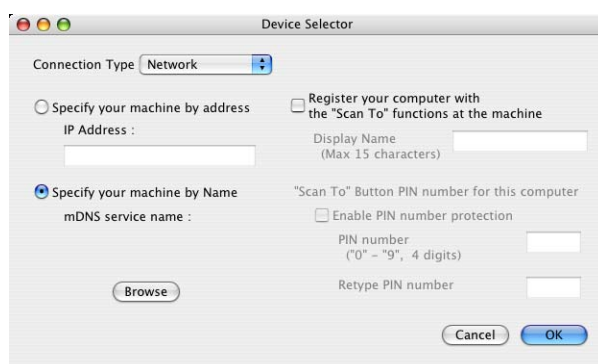 Device Selector
Connection Type Network
Specify your machine by address
IP Address :
Specify your machine by Name
mDNS service name :
Browse
Register your computer with
the "Scan To" functions at the machine
Display Name
(Max 15 characters)
"Scan To" Button PIN number for this computer
Enable PIN number protection
PIN number
("0" - "9", 4 digits)
Retype PIN number
Cancel OK